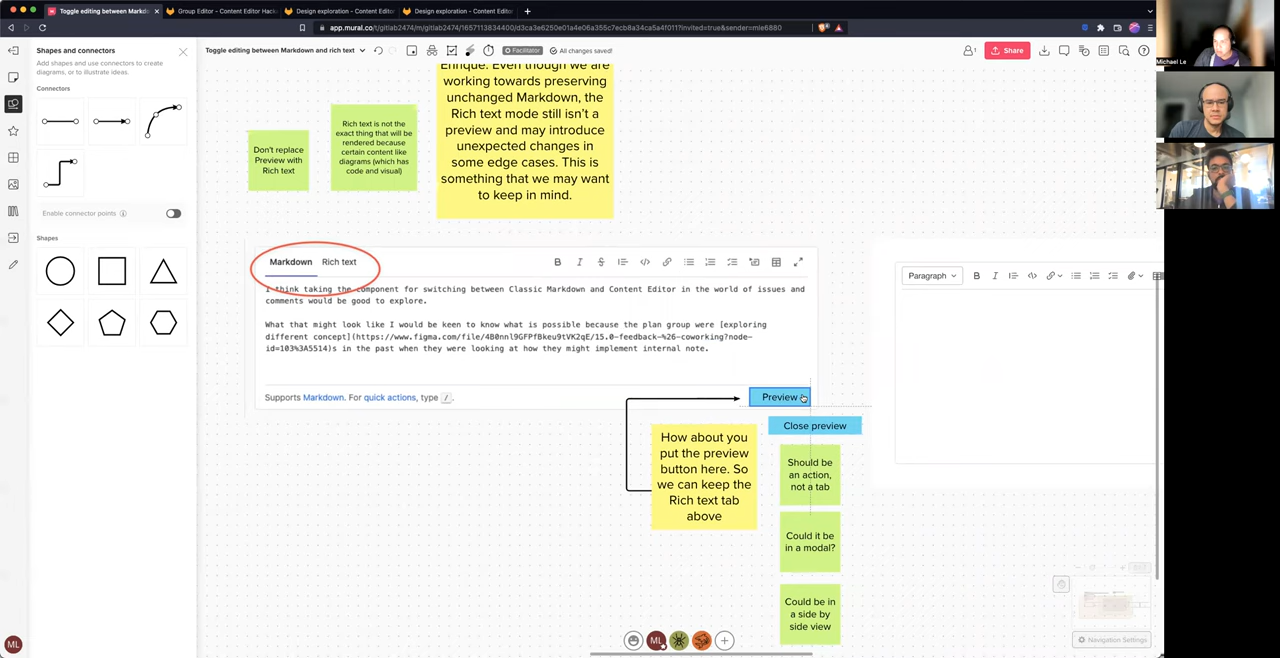 Toggle editing between Markdow
Group Editor - Content Editor Hack
Design exploration - Content Editor
Design exploration - Content Editor
app.mural.co/t/gitlab2474/m/gitlab2474/1657113834400/d3ca3e6250e01a4e06a355c7ecb8a34ca5a4f011?invited=true&sender=mle6880
Michael Le
Shapes and connectors
Add shapes and use connectors to create
diagrams, or to illustrate ideas.
Connectors
Enable connector points
Shapes
Toggle editing between Markdown and rich text
Facilitator
All changes saved!
Share
Don't replace
Preview with
Rich text
Rich text is not the
exact thing that will be
rendered because
certain content like
diagrams (which has
code and visual)
Enrique. Even though we are
working towards preserving
unchanged Markdown, the
Rich text mode still isn't a
preview and may introduce
unexpected changes in
some edge cases. This is
something that we may want
to keep in mind.
Markdown Rich text
I think taking the component for switching between Classic Markdown and Content Editor in the world of issues and
comments would be good to explore.
What that might look like I would be keen to know what is possible because the plan group were [exploring
different concept](https://www.figma.com/file/4B0nnl9GFPfBkeu9tVK2qE/15.0-feedback-%26-coworking?node-
id=103%3A5514)s in the past when they were looking at how they might implement internal note.
Supports Markdown. For quick actions, type /.
Preview
Close preview
How about you
put the preview
button here. So
we can keep the
Rich text tab
above
Should be
an action,
not a tab
Could it be
in a modal?
Could be in
a side by
side view
Paragraph
Navigation Settings
ML
ML